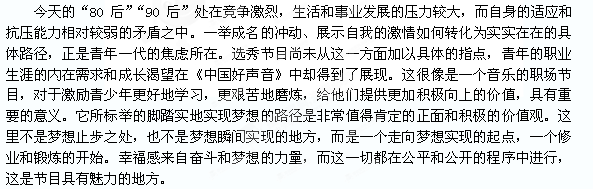 今天的“80 后”“90 后”处在竞争激烈，生活和事业发展的压力较大，而自身的适应和
抗压能力相对较弱的矛盾之中。一举成名的冲动、展示自我的激情如何转化为实实在在的具
体路径，正是青年一代的焦虑所在。选秀节目尚未从这一方面加以具体的指点，青年的职业
生涯的内在需求和成长渴望在《中国好声音》中却得到了展现。这很像是一个音乐的职场节
目，对于激励青少年更好地学习，更艰苦地磨炼，给他们提供更加积极向上的价值，具有重
要的意义。它所标举的脚踏实地实现梦想的路径是非常值得肯定的正面和积极的价值观。这
里不是梦想止步之处，也不是梦想瞬间实现的地方，而是一个走向梦想实现的起点，一个修
业和锻炼的开始。幸福感来自奋斗和梦想的力量，而这一切都在公平和公开的程序中进行，
这是节目具有魅力的地方。